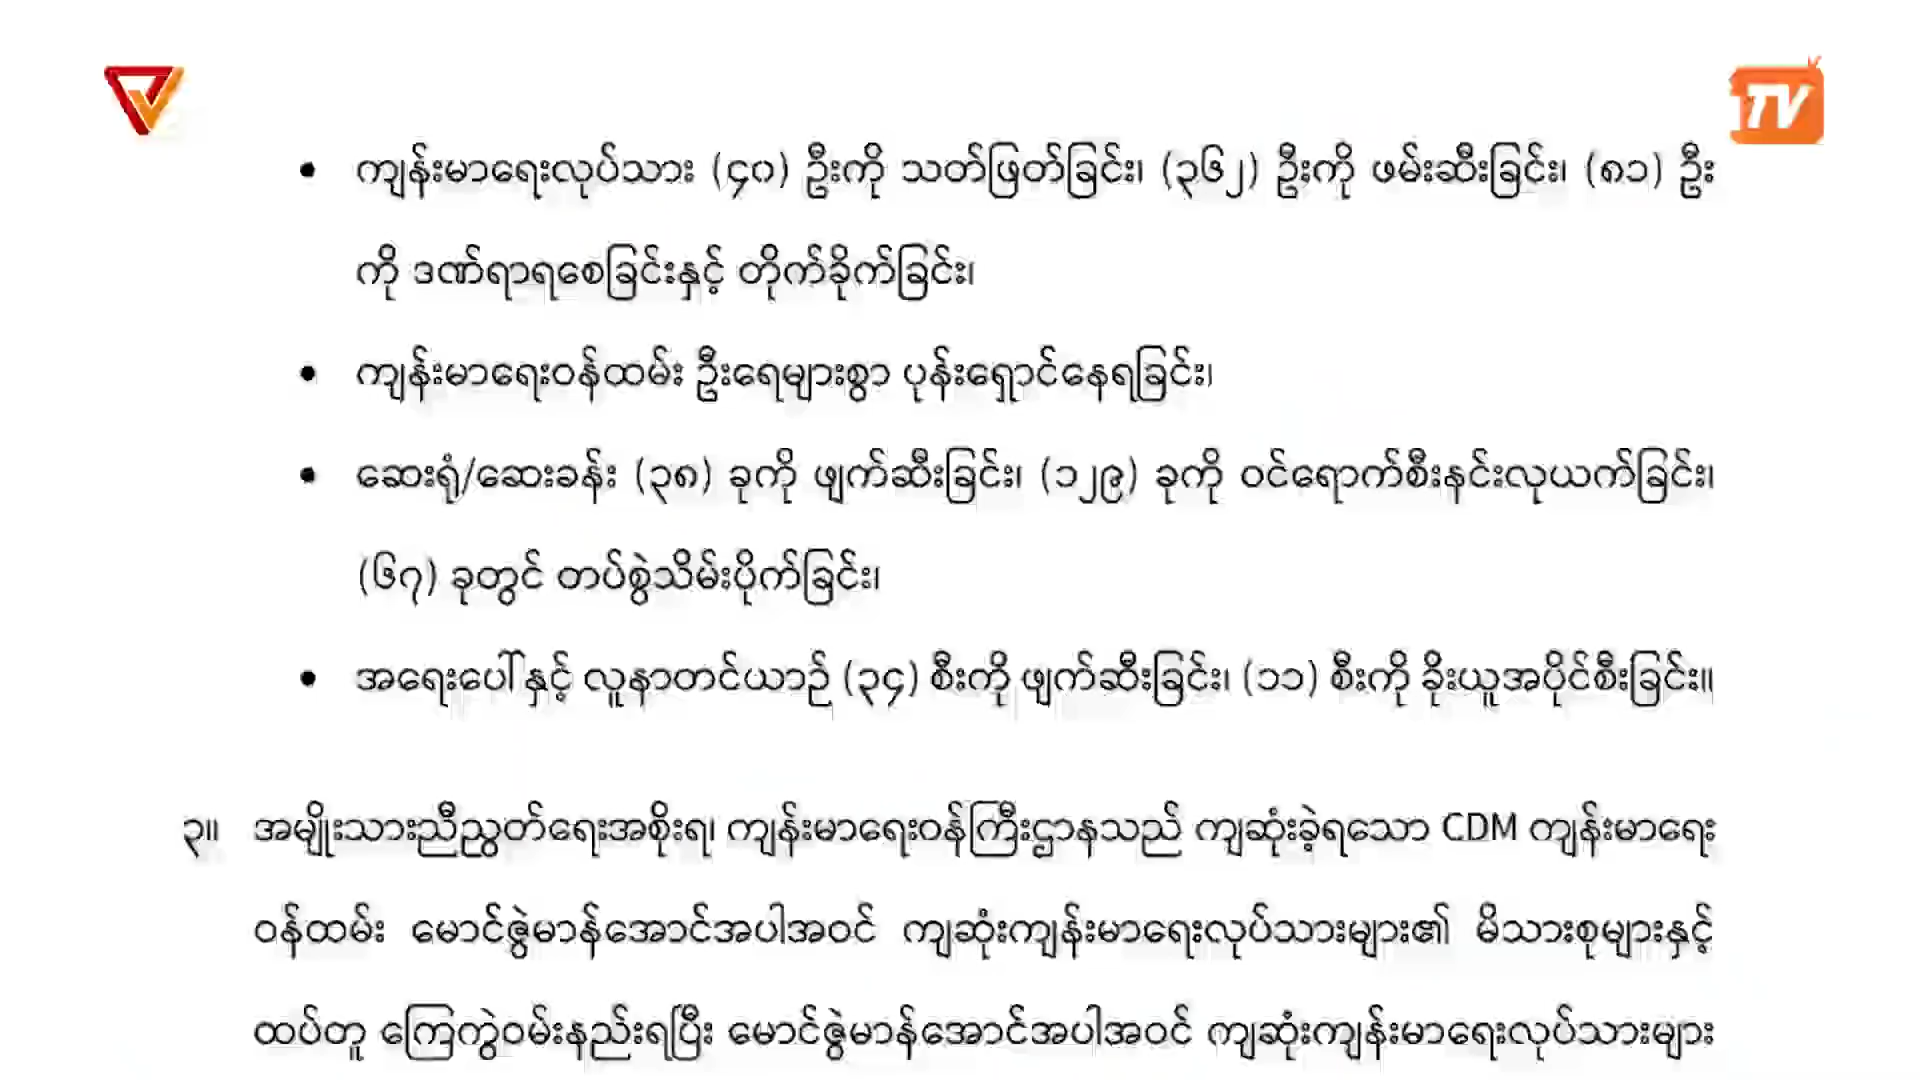 TV
• ကျန်းမာရေးလုပ်သား (၄၀) ဦးကို သတ်ဖြတ်ခြင်း၊ (၃၆၂) ဦးကို ဖမ်းဆီးခြင်း၊ (၈၁) ဦး
ကို ဒဏ်ရာရစေခြင်းနှင့် တိုက်ခိုက်ခြင်း၊
• ကျန်းမာရေးဝန်ထမ်း ဦးရေများစွာ ပုန်းရှောင်နေရခြင်း၊
• ဆေးရုံ/ဆေးခန်း (၃၈) ခုကို ဖျက်ဆီးခြင်း၊ (၁၂၉) ခုကို ဝင်ရောက်စီးနင်းလုယက်ခြင်း၊
(၆၇) ခုတွင် တပ်စွဲသိမ်းပိုက်ခြင်း၊
• အရေးပေါ်နှင့် လူနာတင်ယာဉ် (၃၄) စီးကို ဖျက်ဆီးခြင်း၊ (၁၁) စီးကို ခိုးယူအပိုင်စီးခြင်း။
၃။ အမျိုးသားညီညွတ်ရေးအစိုးရ၊ ကျန်းမာရေးဝန်ကြီးဌာနသည် ကျဆုံးခဲ့ရသော CDM ကျန်းမာရေး
ဝန်ထမ်း မောင်ဇွဲမာန်အောင်အပါအဝင် ကျဆုံးကျန်းမာရေးလုပ်သားများ၏ မိသားစုများနှင့်
ထပ်တူ ကြေကွဲဝမ်းနည်းရပြီး မောင်ဇွဲမာန်အောင်အပါအဝင် ကျဆုံးကျန်းမာရေးလုပ်သားများ